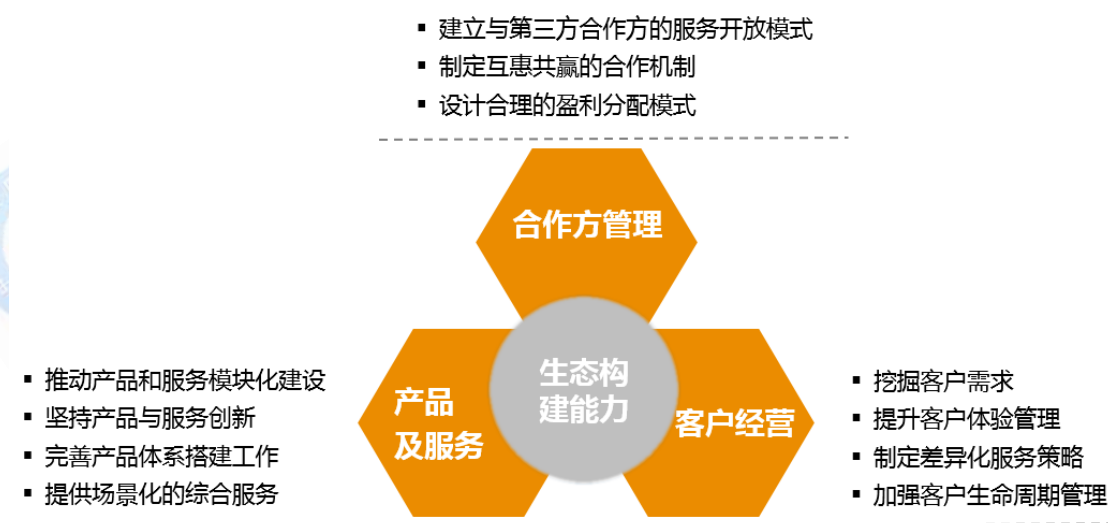 ▪ 建立与第三方合作方的服务开放模式
▪ 制定互惠共赢的合作机制
▪ 设计合理的盈利分配模式
合作方管理
生态构
建能力
产品
及服务
客户经营
▪ 推动产品和服务模块化建设
▪ 坚持产品与服务创新
▪ 完善产品体系搭建工作
▪ 提供场景化的综合服务
▪ 挖掘客户需求
▪ 提升客户体验管理
▪ 制定差异化服务策略
▪ 加强客户生命周期管理